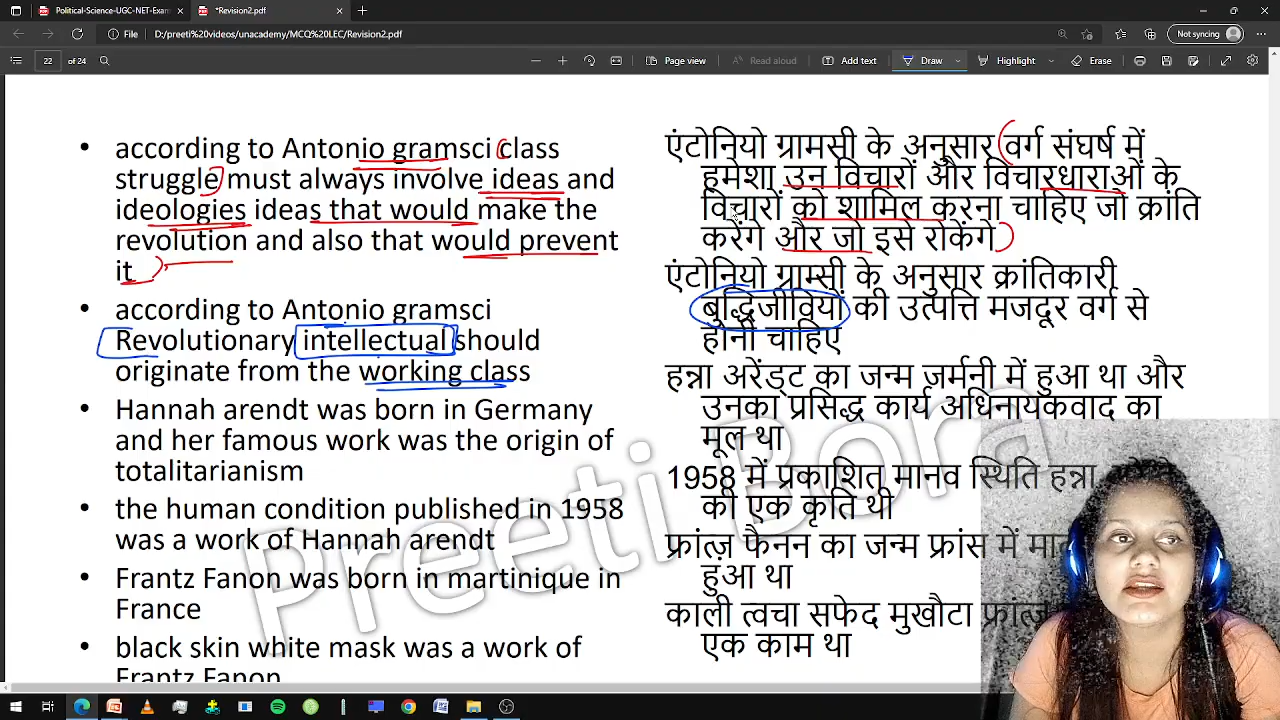 Political-Science-UGC-NET-Exam
*Revision2.pdf
File
D:/preeti%20videos/unacademy/MCQ%20LEC/Revision2.pdf
Not syncing
22 of 24
Page view
Read aloud
Add text
Draw
Highlight
Erase
• according to Antonio gramsci class
struggle must always involve ideas and
ideologies ideas that would make the
revolution and also that would prevent
it
• according to Antonio gramsci
Revolutionary intellectual should
originate from the working class
• Hannah arendt was born in Germany
and her famous work was the origin of
totalitarianism
• the human condition published in 1958
was a work of Hannah arendt
• Frantz Fanon was born in martinique in
France
• black skin white mask was a work of
Frantz Fanon
एंटोनियो ग्रामसी के अनुसार वर्ग संघर्ष में
हमेशा उन विचारों और विचारधाराओं के
विचारों को शामिल करना चाहिए जो क्रांति
करेंगे और जो इसे रोकेंगे
एंटोनियो ग्राम्सी के अनुसार क्रांतिकारी
बुद्धिजीवियों की उत्पत्ति मजदूर वर्ग से
होनी चाहिए
हन्ना अरेंड्ट का जन्म जर्मनी में हुआ था और
उनका प्रसिद्ध कार्य अधिनायकवाद का
मूल था
1958 में प्रकाशित मानव स्थिति हन्ना
की एक कृति थी
फ्रांत्ज़ फैनन का जन्म फ्रांस में
हुआ था
काली त्वचा सफेद मुखौटा
एक काम था
Preeti Bora